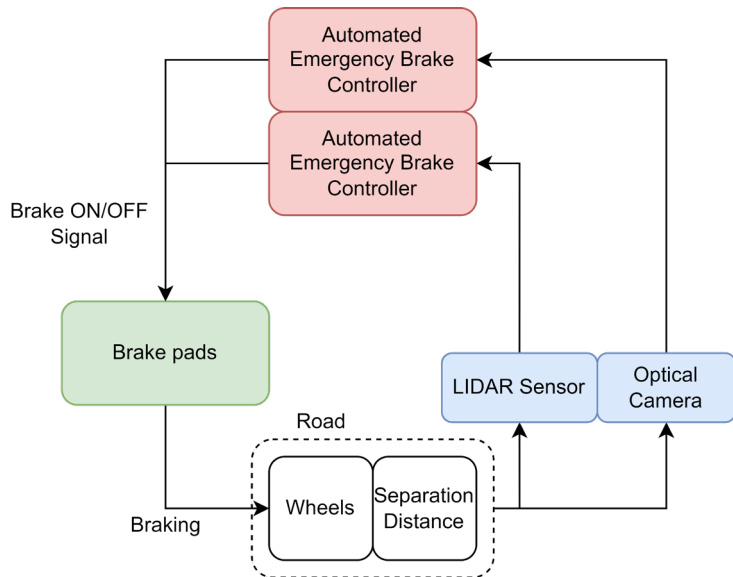 Automated
Emergency Brake
Controller
Automated
Emergency Brake
Controller
Brake ON/OFF
Signal
Brake pads
LIDAR Sensor
Optical
Camera
Road
Wheels
Separation
Distance
Braking